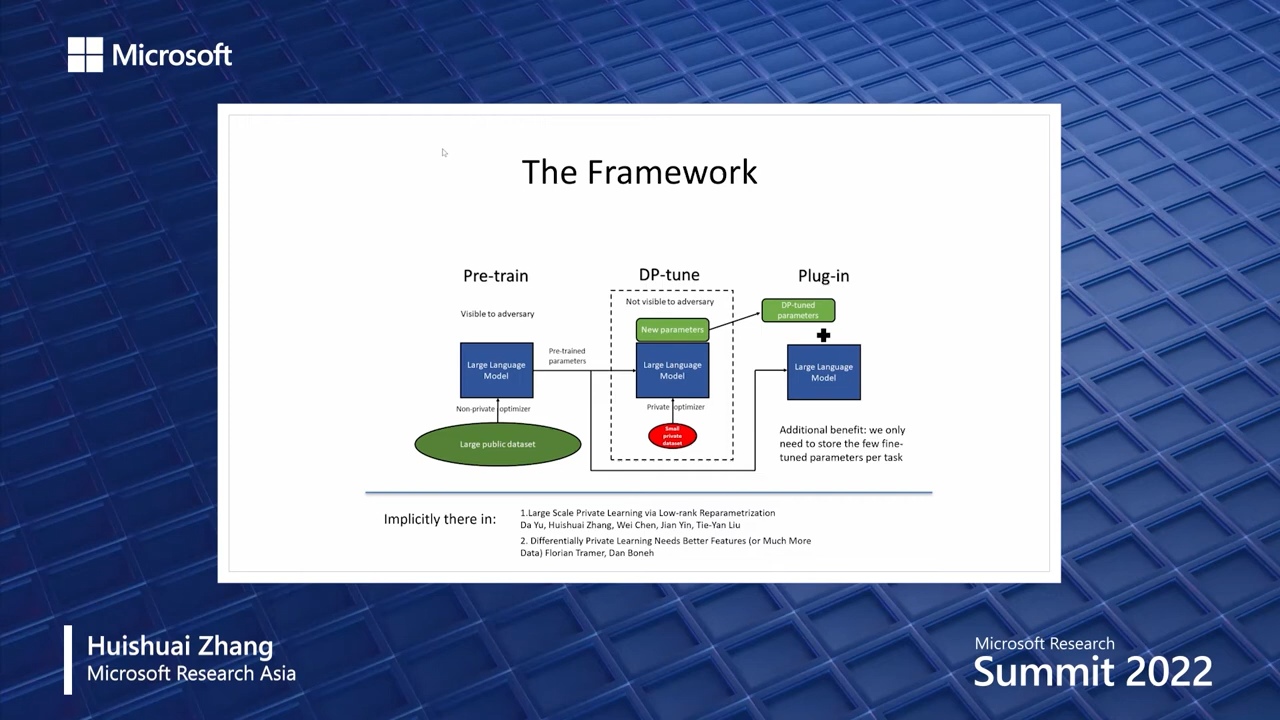 Microsoft
The Framework
Pre-train
DP-tune
Plug-in
Visible to adversary
Not visible to adversary
DP-tuned
parameters
New parameters
Pre-trained
parameters
Large Language
Model
Large Language
Model
Large Language
Model
Non-private optimizer
Private optimizer
Large public dataset
Small
private
dataset
Additional benefit: we only
need to store the few fine-
tuned parameters per task
Implicitly there in:
1.Large Scale Private Learning via Low-rank Reparametrization
Da Yu, Huishuai Zhang, Wei Chen, Jian Yin, Tie-Yan Liu
2. Differentially Private Learning Needs Better Features (or Much More
Data) Florian Tramer, Dan Boneh
Huishuai Zhang
Microsoft Research Asia
Microsoft Research
Summit 2022